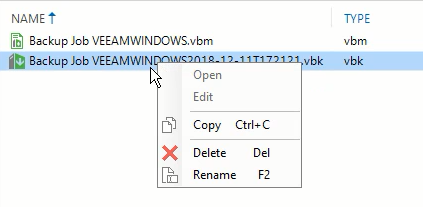 NAME TYPE
Backup Job VEEAMWINDOWS.vbm vbm
Backup Job VEEAMWINDOWS2018-12-11T172121.vbk vbk
Open
Edit
Copy Ctrl+C
Delete Del
Rename F2